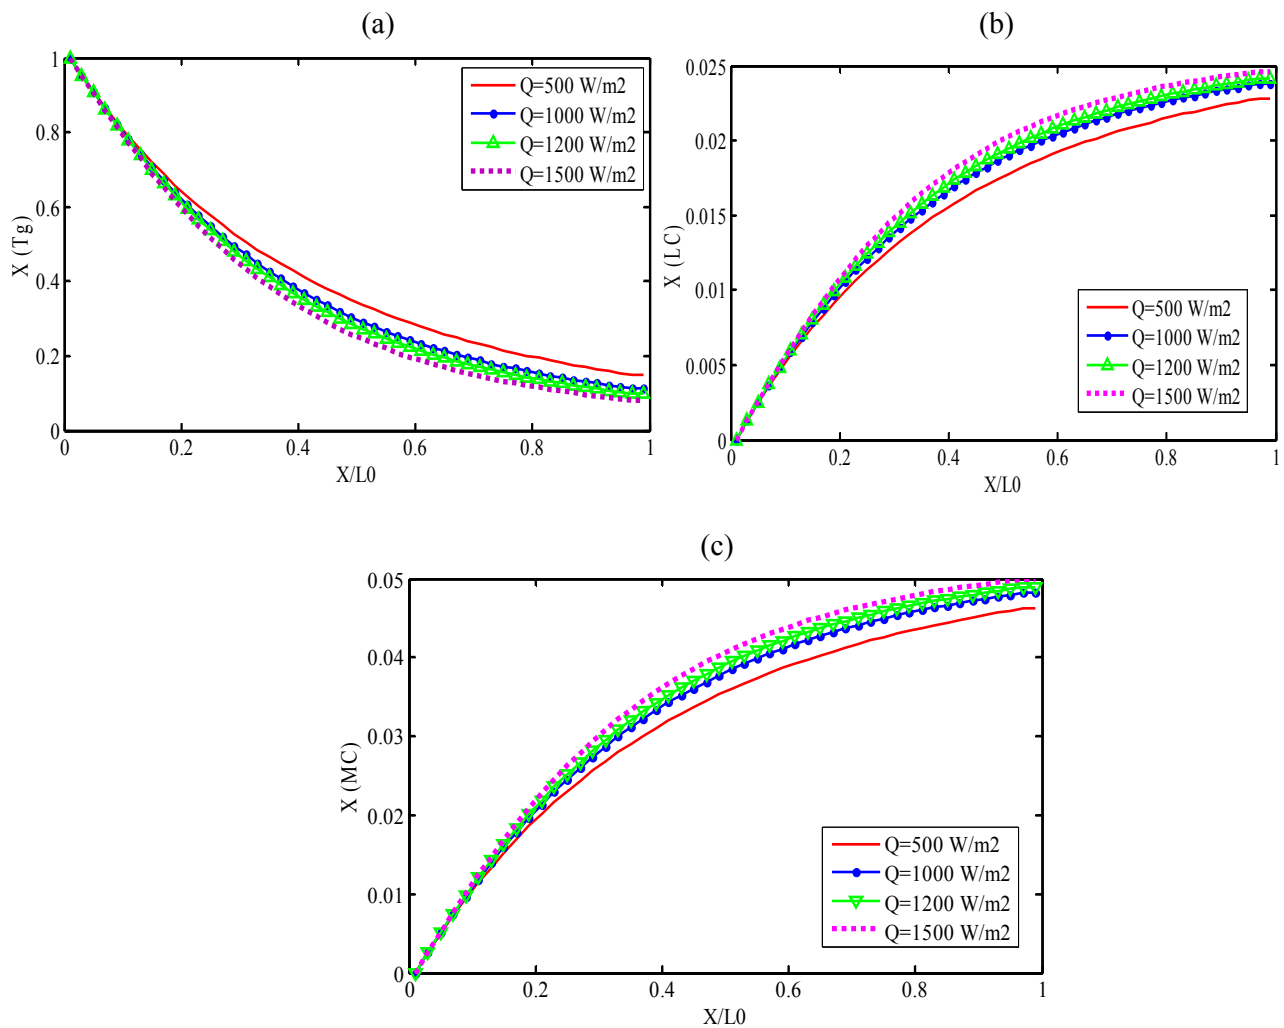 (a)
1
0.8
0.6
0.4
0.2
0
X (Tg)
Q=500 W/m2
Q=1000 W/m2
Q=1200 W/m2
Q=1500 W/m2
0 0.2 0.4 0.6 0.8 1
X/L0
(b)
0.025
0.02
0.015
0.01
0.005
0
X (LC)
Q=500 W/m2
Q=1000 W/m2
Q=1200 W/m2
Q=1500 W/m2
0 0.2 0.4 0.6 0.8 1
X/L0
(c)
0.05
0.04
0.03
0.02
0.01
0
X (MC)
Q=500 W/m2
Q=1000 W/m2
Q=1200 W/m2
Q=1500 W/m2
0 0.2 0.4 0.6 0.8 1
X/L0